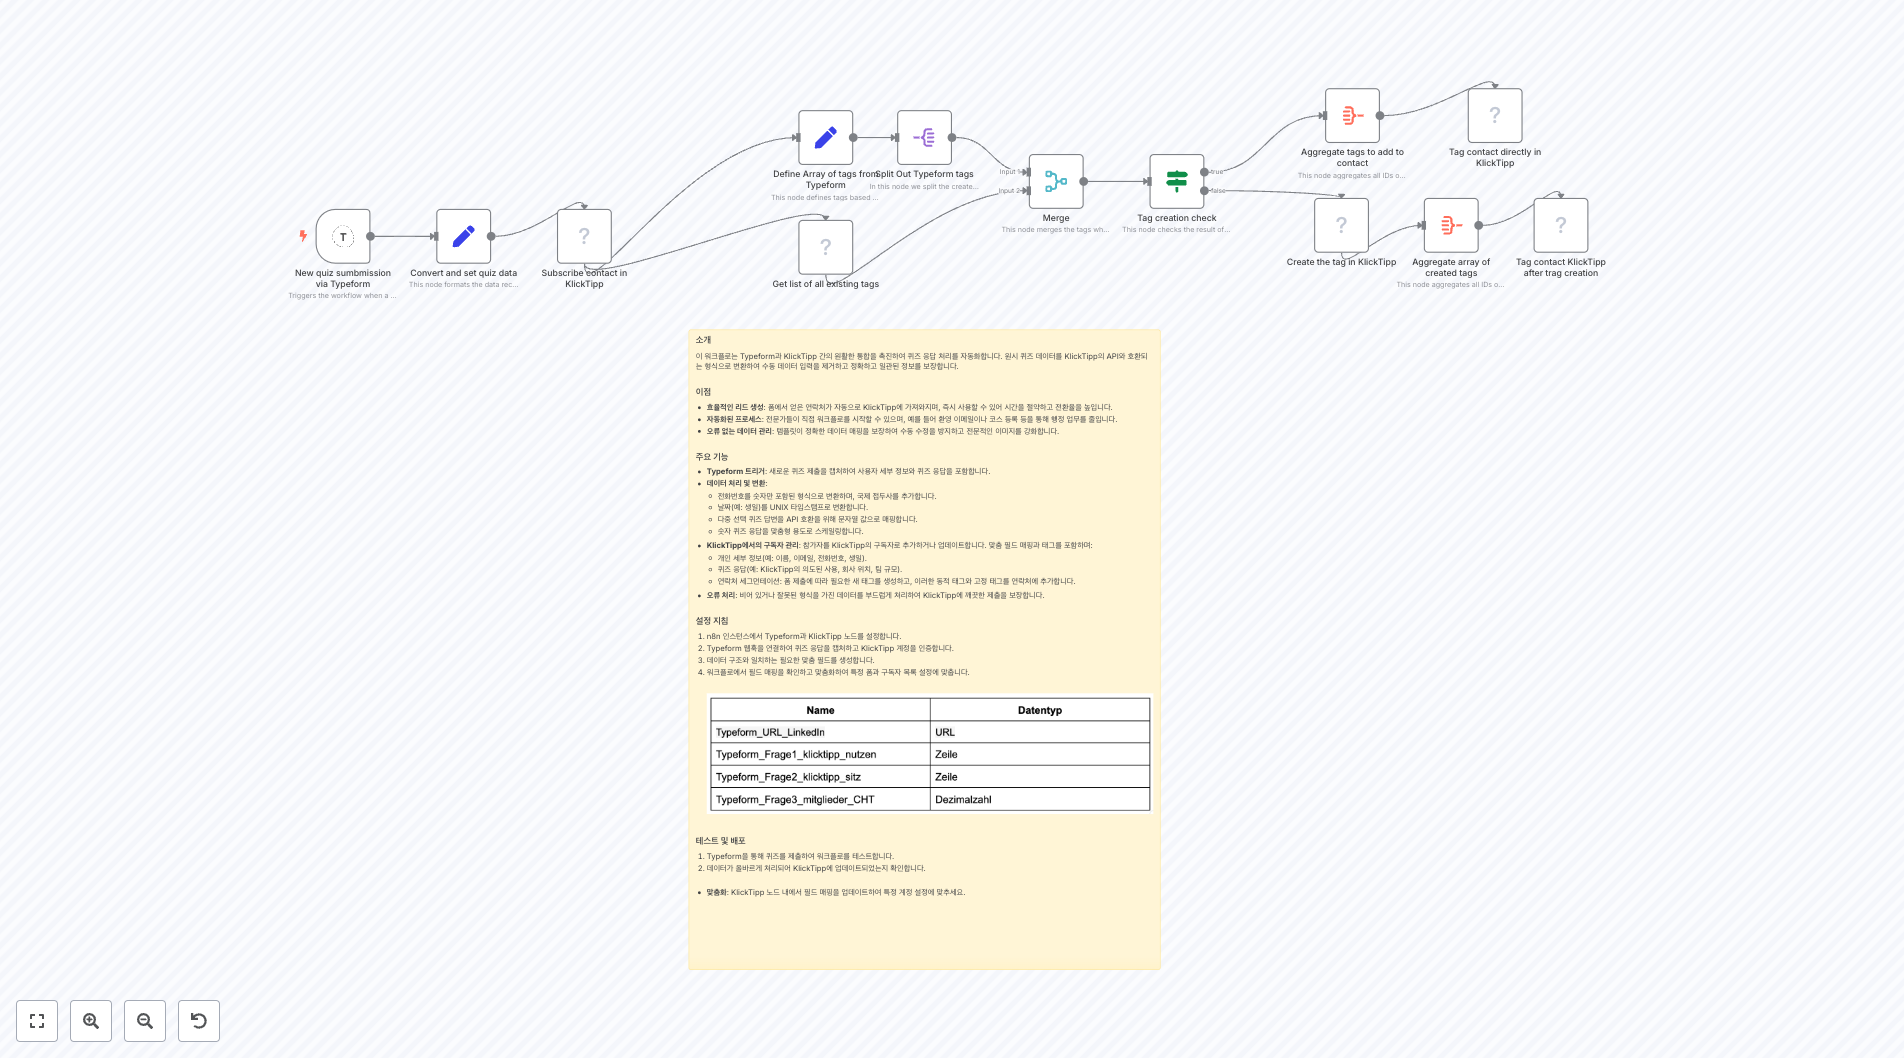 New quiz sumbmission
via Typeform
Triggers the workflow when a ...
Convert and set quiz data
This node formats the data rec...
Subscribe contact in
KlickTipp
Define Array of tags from
Typeform
This node defines tags based ...
Split Out Typeform tags
In this node we split the create...
Get list of all existing tags
Input 1
Input 2
Merge
This node merges the tags wh...
Tag creation check
This node checks the result of...
true
false
Aggregate tags to add to
contact
This node aggregates all IDs o...
Tag contact directly in
KlickTipp
Create the tag in KlickTipp
Aggregate array of
created tags
This node aggregates all IDs o...
Tag contact KlickTipp
after trag creation
소개
이 워크플로는 Typeform과 KlickTipp 간의 원활한 통합을 촉진하여 퀴즈 응답 처리를 자동화합니다. 원시 퀴즈 데이터를 KlickTipp의 API와 호환되
는 형식으로 변환하여 수동 데이터 입력을 제거하고 정확하고 일관된 정보를 보장합니다.
이점
• 효율적인 리드 생성: 폼에서 얻은 연락처가 자동으로 KlickTipp에 가져와지며, 즉시 사용할 수 있어 시간을 절약하고 전환율을 높입니다.
• 자동화된 프로세스: 전문가들이 직접 워크플로를 시작할 수 있으며, 예를 들어 환영 이메일이나 코스 등록 등을 통해 행정 업무를 줄입니다.
• 오류 없는 데이터 관리: 템플릿이 정확한 데이터 매핑을 보장하여 수동 수정을 방지하고 전문적인 이미지를 강화합니다.
주요 기능
• Typeform 트리거: 새로운 퀴즈 제출을 캡처하여 사용자 세부 정보와 퀴즈 응답을 포함합니다.
• 데이터 처리 및 변환:
전화번호를 숫자만 포함된 형식으로 변환하며, 국제 접두사를 추가합니다.
날짜(예: 생일)를 UNIX 타임스탬프로 변환합니다.
다중 선택 퀴즈 답변을 API 호환을 위해 문자열 값으로 매핑합니다.
숫자 퀴즈 응답을 맞춤형 용도로 스케일링합니다.
• KlickTipp에서의 구독자 관리: 참가자를 KlickTipp의 구독자로 추가하거나 업데이트합니다. 맞춤 필드 매핑과 태그를 포함하며:
개인 세부 정보(예: 이름, 이메일, 전화번호, 생일).
퀴즈 응답(예: KlickTipp의 의도된 사용, 회사 위치, 팀 규모).
연락처 세그먼테이션: 폼 제출에 따라 필요한 새 태그를 생성하고, 이러한 동적 태그와 고정 태그를 연락처에 추가합니다.
• 오류 처리: 비어 있거나 잘못된 형식을 가진 데이터를 부드럽게 처리하여 KlickTipp에 깨끗한 제출을 보장합니다.
설정 지침
1. n8n 인스턴스에서 Typeform과 KlickTipp 노드를 설정합니다.
2. Typeform 웹훅을 연결하여 퀴즈 응답을 캡처하고 KlickTipp 계정을 인증합니다.
3. 데이터 구조와 일치하는 필요한 맞춤 필드를 생성합니다.
4. 워크플로에서 필드 매핑을 확인하고 맞춤화하여 특정 폼과 구독자 목록 설정에 맞춥니다.
Name Datentyp
Typeform_URL_LinkedIn URL
Typeform_Frage1_klicktipp_nutzen Zeile
Typeform_Frage2_klicktipp_sitz Zeile
Typeform_Frage3_mitglieder_CHT Dezimalzahl
테스트 및 배포
1. Typeform을 통해 퀴즈를 제출하여 워크플로를 테스트합니다.
2. 데이터가 올바르게 처리되어 KlickTipp에 업데이트되었는지 확인합니다.
• 맞춤화: KlickTipp 노드 내에서 필드 매핑을 업데이트하여 특정 계정 설정에 맞추세요.